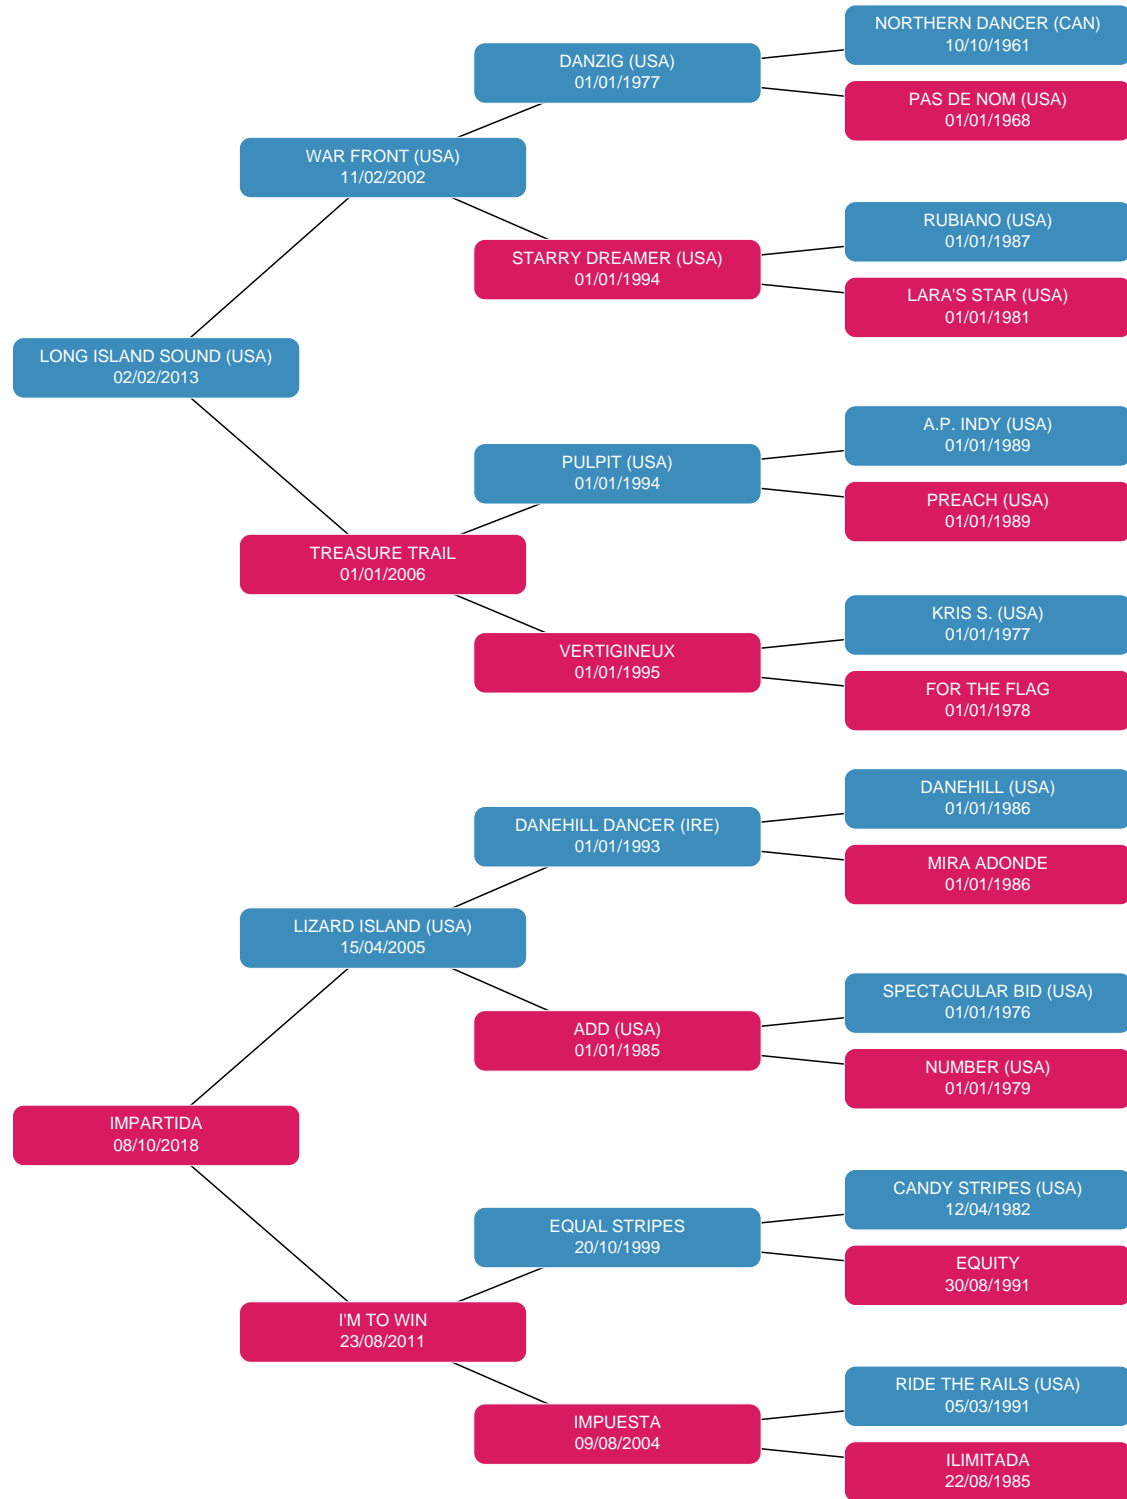 NORTHERN DANCER (CAN)
10/10/1961
DANZIG (USA)
01/01/1977
PAS DE NOM (USA)
01/01/1968
WAR FRONT (USA)
11/02/2002
RUBIANO (USA)
01/01/1987
STARRY DREAMER (USA)
01/01/1994
LARA'S STAR (USA)
01/01/1981
LONG ISLAND SOUND (USA)
02/02/2013
A.P. INDY (USA)
01/01/1989
PULPIT (USA)
01/01/1994
PREACH (USA)
01/01/1989
TREASURE TRAIL
01/01/2006
KRIS S. (USA)
01/01/1977
VERTIGINEUX
01/01/1995
FOR THE FLAG
01/01/1978
DANEHILL (USA)
01/01/1986
DANEHILL DANCER (IRE)
01/01/1993
MIRA ADONDE
01/01/1986
LIZARD ISLAND (USA)
15/04/2005
SPECTACULAR BID (USA)
01/01/1976
ADD (USA)
01/01/1985
NUMBER (USA)
01/01/1979
IMPARTIDA
08/10/2018
CANDY STRIPES (USA)
12/04/1982
EQUAL STRIPES
20/10/1999
EQUITY
30/08/1991
I'M TO WIN
23/08/2011
RIDE THE RAILS (USA)
05/03/1991
IMPUESTA
09/08/2004
ILIMITADA
22/08/1985